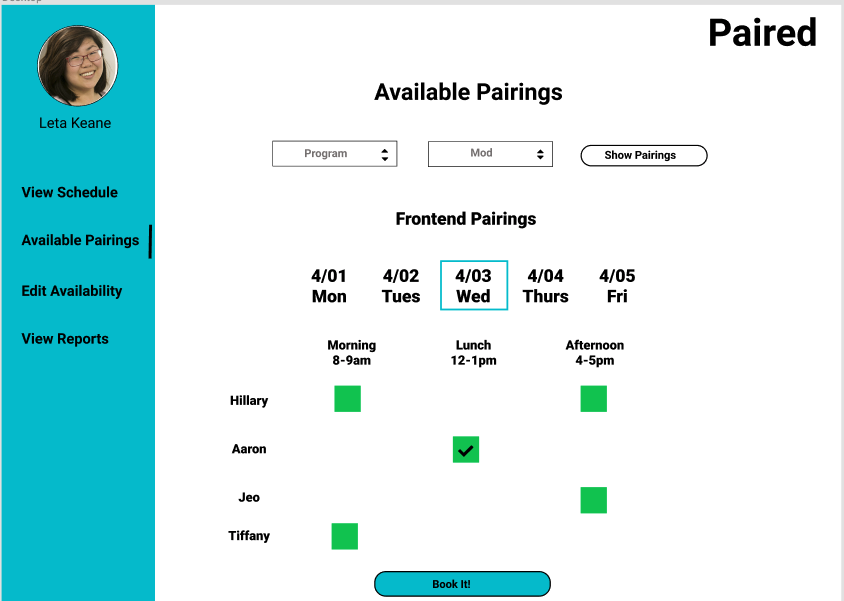 Paired
Leta Keane
View Schedule
Available Pairings
Edit Availability
View Reports
Available Pairings
Program
Mod
Show Pairings
Frontend Pairings
4/01 4/02 4/03 4/04 4/05
Mon Tues Wed Thurs Fri
Morning Lunch Afternoon
8-9am 12-1pm 4-5pm
Hillary
Aaron
Jeo
Tiffany
Book It!